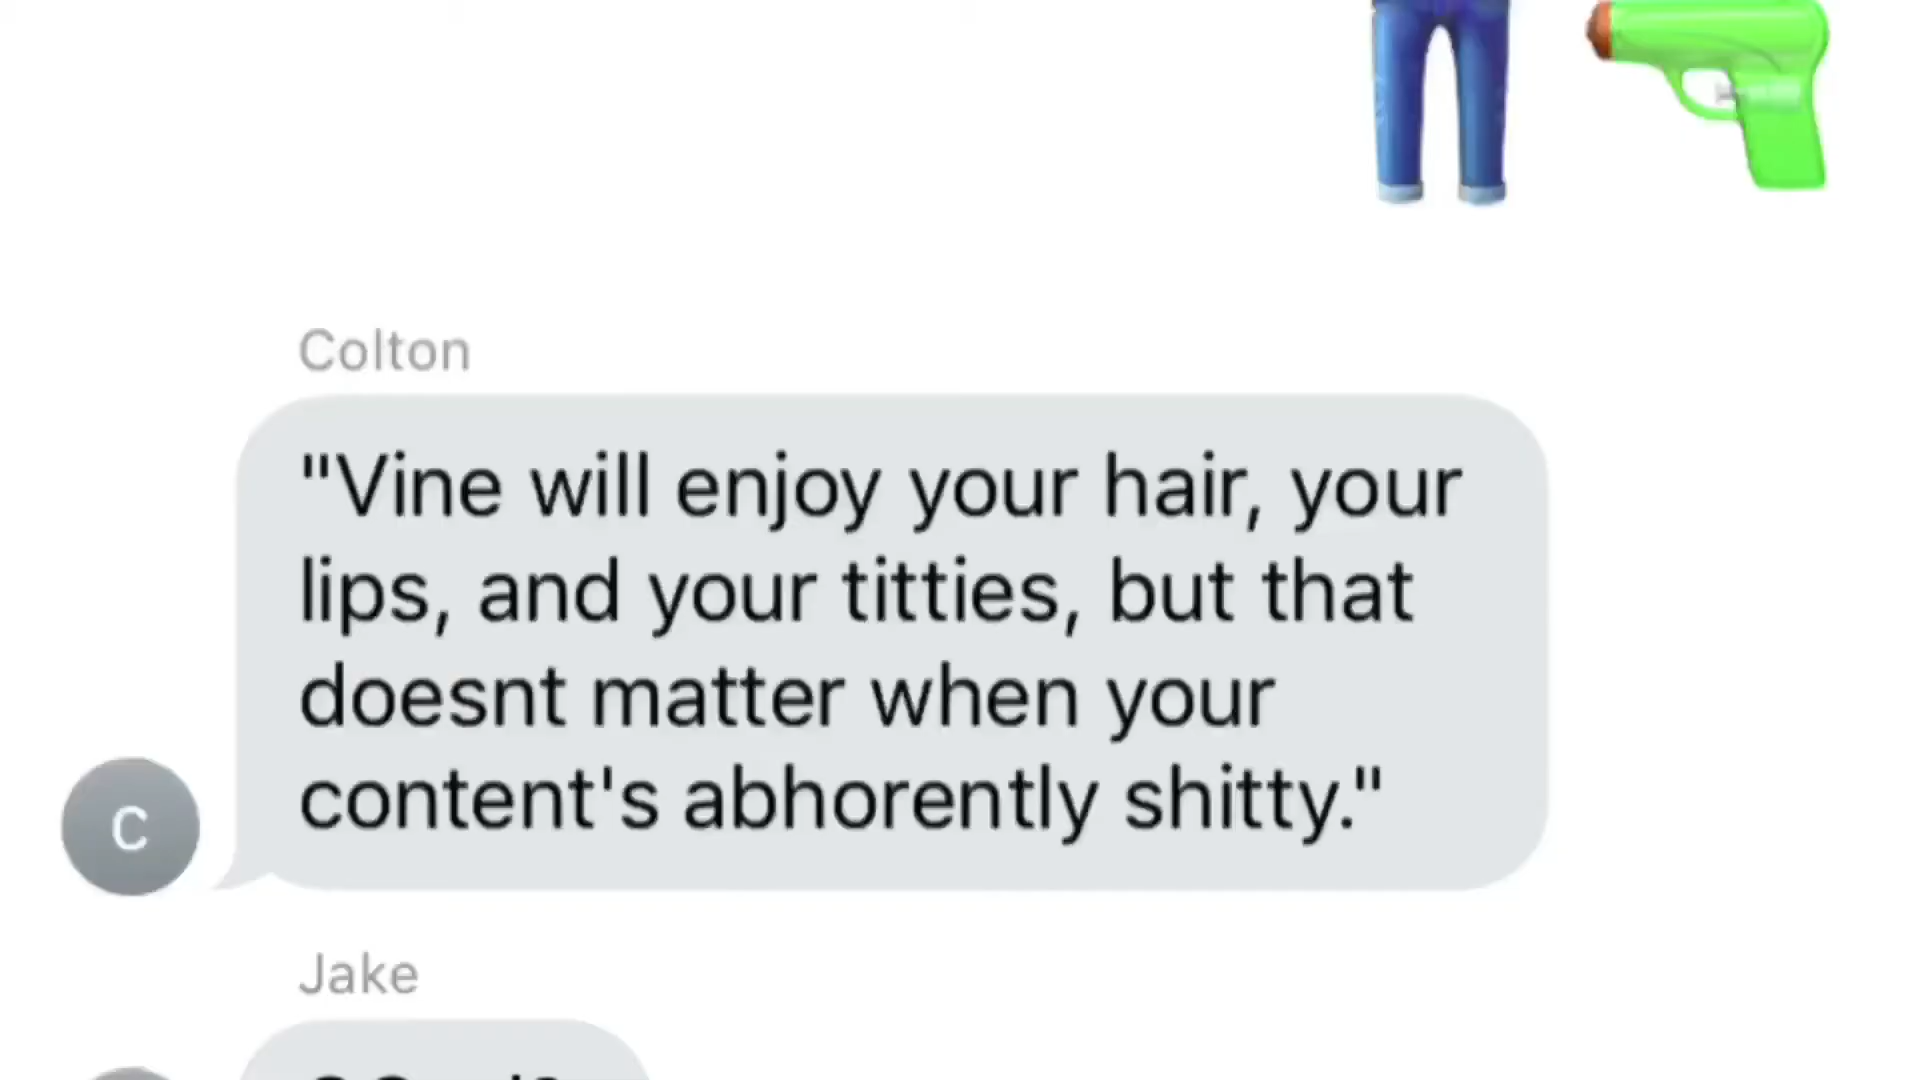 Colton
"Vine will enjoy your hair, your
lips, and your titties, but that
doesnt matter when your
content's abhorently shitty."
C
Jake